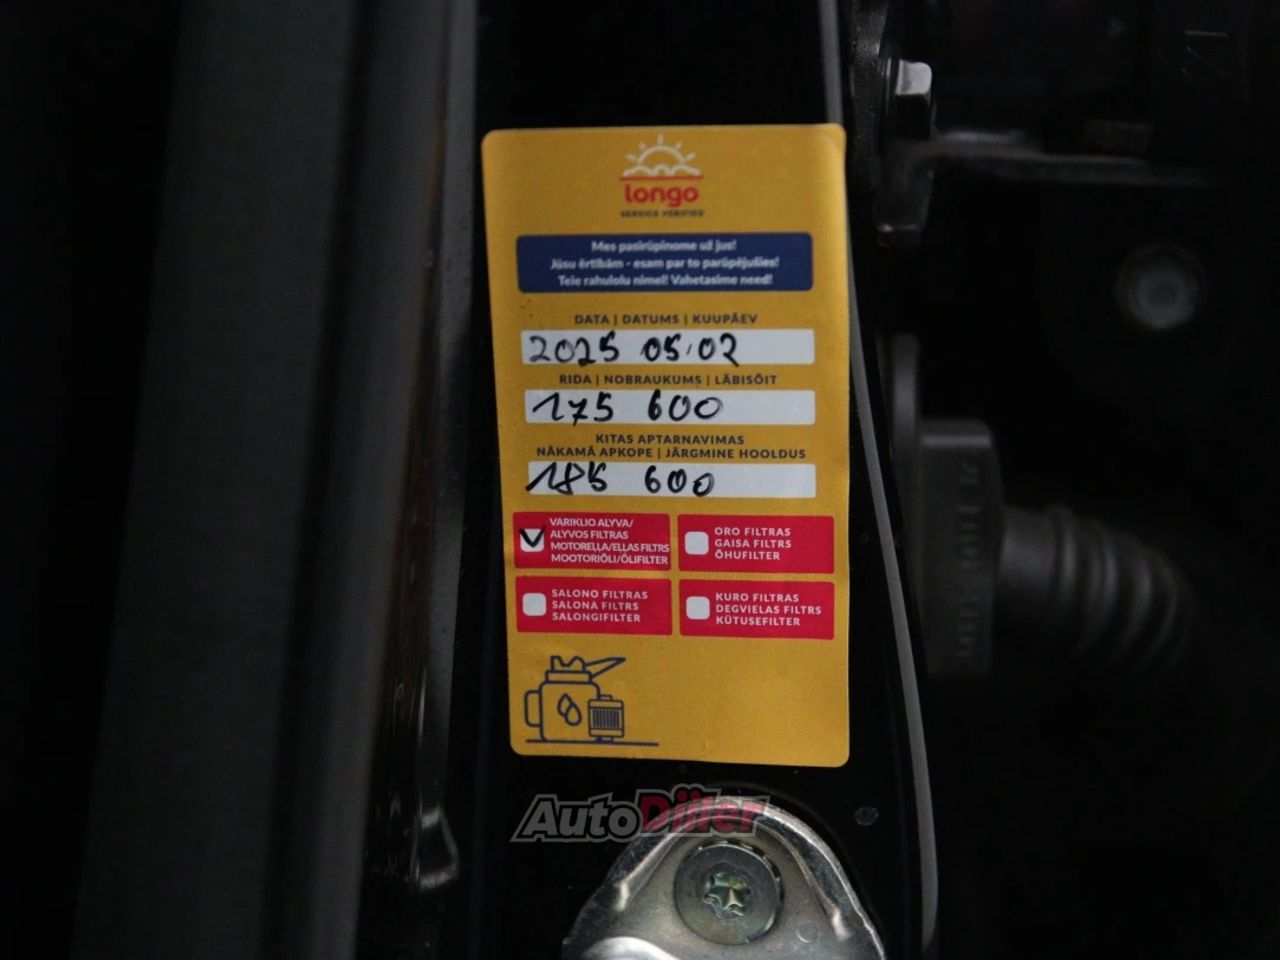 longo
SERVICE VERIFIED
Mes pasirūpinome už jus!
Jūsu ērtībām - esam par to parūpējušies!
Teie rahulolu nimel! Vahetasime need!
DATA | DATUMS | KUUPÄEV
2025 05.02
RIDA | NOBRAUKUMS | LÄBISÕIT
175 600
KITAS APTARNAVIMAS
NĀKAMĀ APKOPE | JÄRGMINE HOOLDUS
185 600
VARIKLIO ALYVA/
ALYVOS FILTRAS
MOTORELLA/ELLAS FILTRS
MOOTORIÕLI/ÕLIFILTER
ORO FILTRAS
GAISA FILTRS
ÕHUFILTER
SALONO FILTRAS
SALONA FILTRS
SALONGIFILTER
KURO FILTRAS
DEGVIELAS FILTRS
KÜTUSEFILTER
AutoDiler